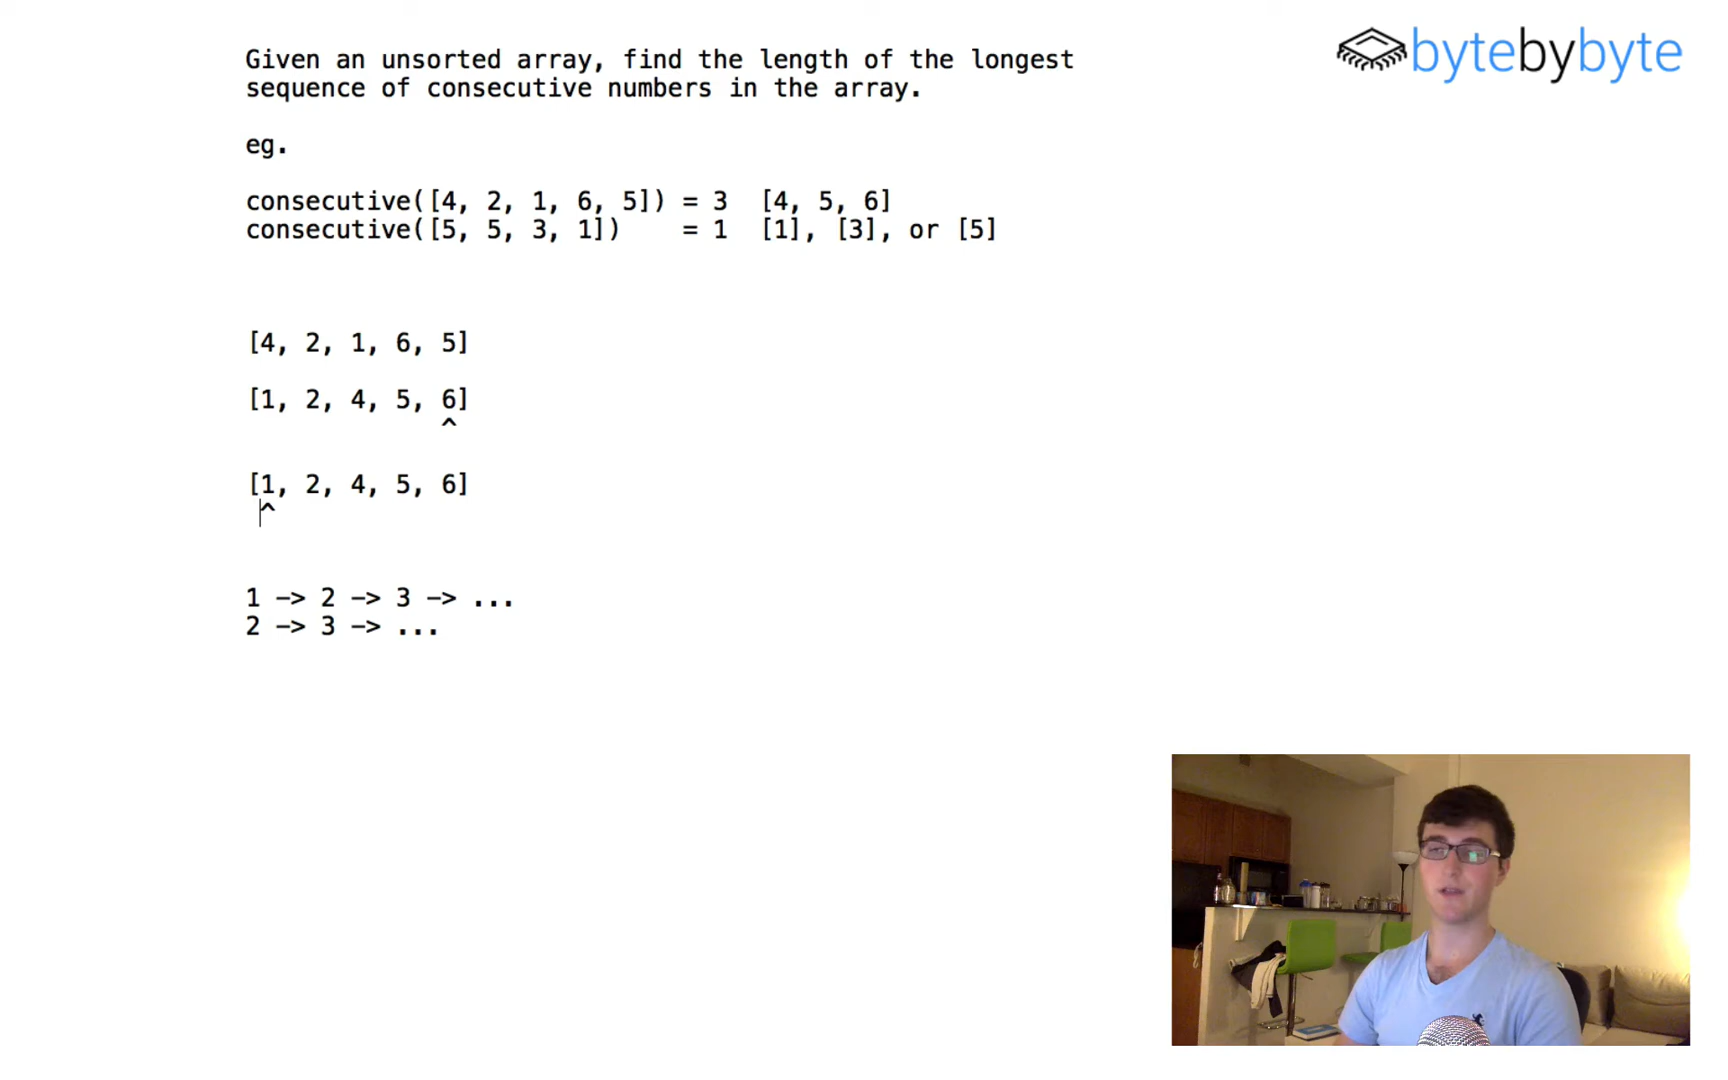 bytebybyte
Given an unsorted array, find the length of the longest
sequence of consecutive numbers in the array.
eg.
consecutive([4, 2, 1, 6, 5]) = 3  [4, 5, 6]
consecutive([5, 5, 3, 1])    = 1  [1], [3], or [5]
[4, 2, 1, 6, 5]
[1, 2, 4, 5, 6]
^
[1, 2, 4, 5, 6]
^
1 -> 2 -> 3 -> ...
2 -> 3 -> ...